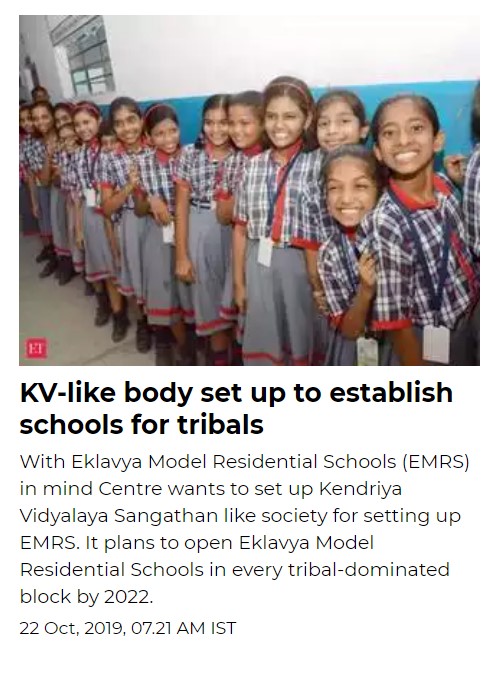 ET
KV-like body set up to establish
schools for tribals
With Eklavya Model Residential Schools (EMRS)
in mind Centre wants to set up Kendriya
Vidyalaya Sangathan like society for setting up
EMRS. It plans to open Eklavya Model
Residential Schools in every tribal-dominated
block by 2022.
22 Oct, 2019, 07.21 AM IST